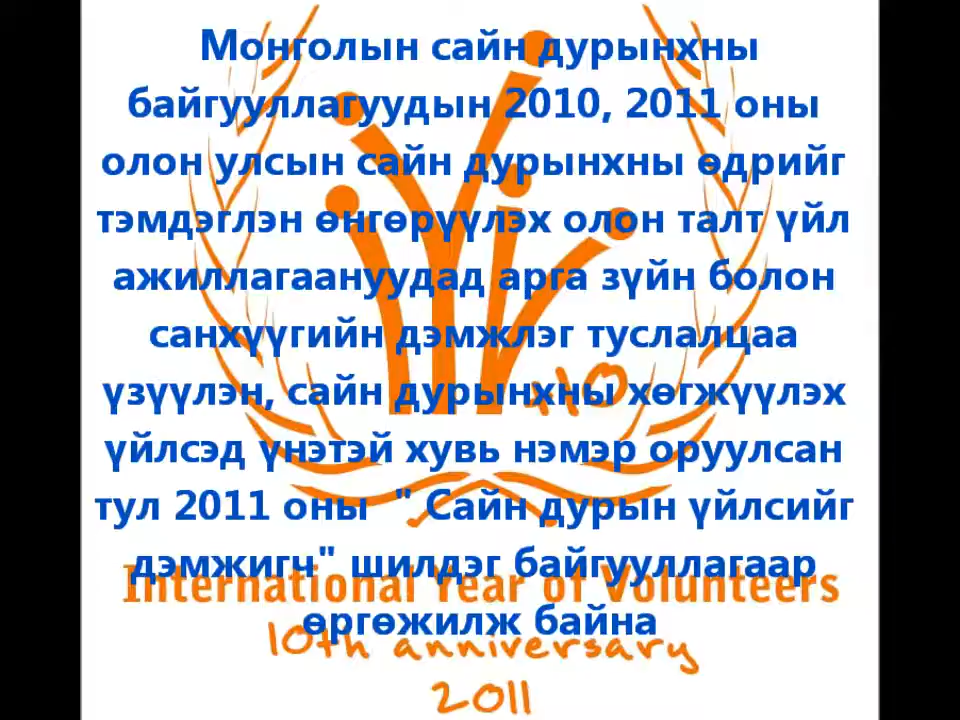 Монголын сайн дурынхны
байгууллагуудын 2010, 2011 оны
олон улсын сайн дурынхны өдрийг
тэмдэглэн өнгөрүүлэх олон талт үйл
ажиллагаануудад арга зүйн болон
санхүүгийн дэмжлэг туслалцаа
үзүүлэн, сайн дурынхны хөгжүүлэх
+10
үйлсэд үнэтэй хувь нэмэр оруулсан
тул 2011 оны " Сайн дурын үйлсийг
дэмжигч" шилдэг байгууллагаар
International Year of Volunteers
өргөжилж байна
10th anniversary
2011